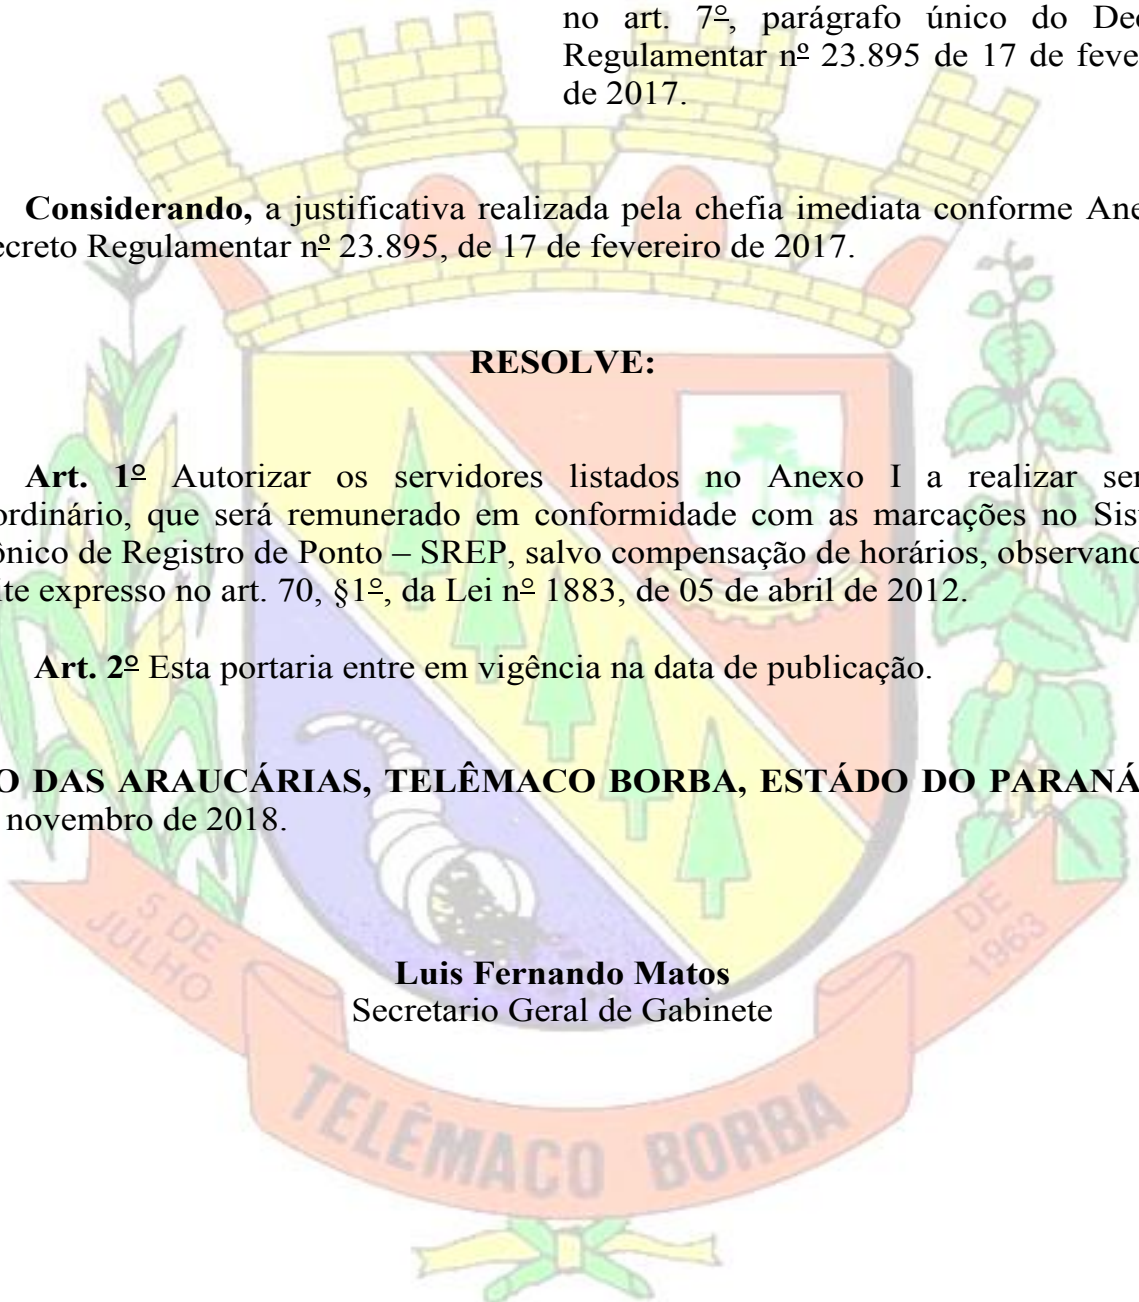 no art. 7º, parágrafo único do Dec
Regulamentar nº 23.895 de 17 de feve
de 2017.
Considerando, a justificativa realizada pela chefia imediata conforme Ane
ecreto Regulamentar nº 23.895, de 17 de fevereiro de 2017.
RESOLVE:
Art. 1º Autorizar os servidores listados no Anexo I a realizar ser
ordinário, que será remunerado em conformidade com as marcações no Sis
ônico de Registro de Ponto – SREP, salvo compensação de horários, observand
ite expresso no art. 70, §1º, da Lei nº 1883, de 05 de abril de 2012.
Art. 2º Esta portaria entre em vigência na data de publicação.
O DAS ARAUCÁRIAS, TELÊMACO BORBA, ESTÁDO DO PARANÁ
novembro de 2018.
Luis Fernando Matos
Secretario Geral de Gabinete
5 DE
JULHO
DE
1963
TELÊMACO BORBA